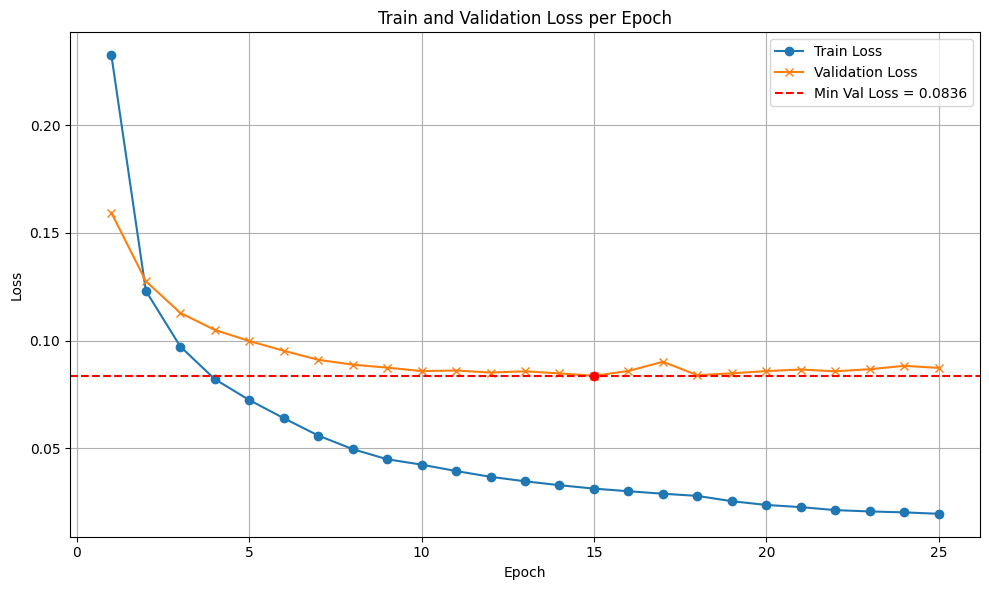 Train and Validation Loss per Epoch
Train Loss
Validation Loss
Min Val Loss = 0.0836
0.20
0.15
0.10
0.05
Loss
0
5
10
15
20
25
Epoch